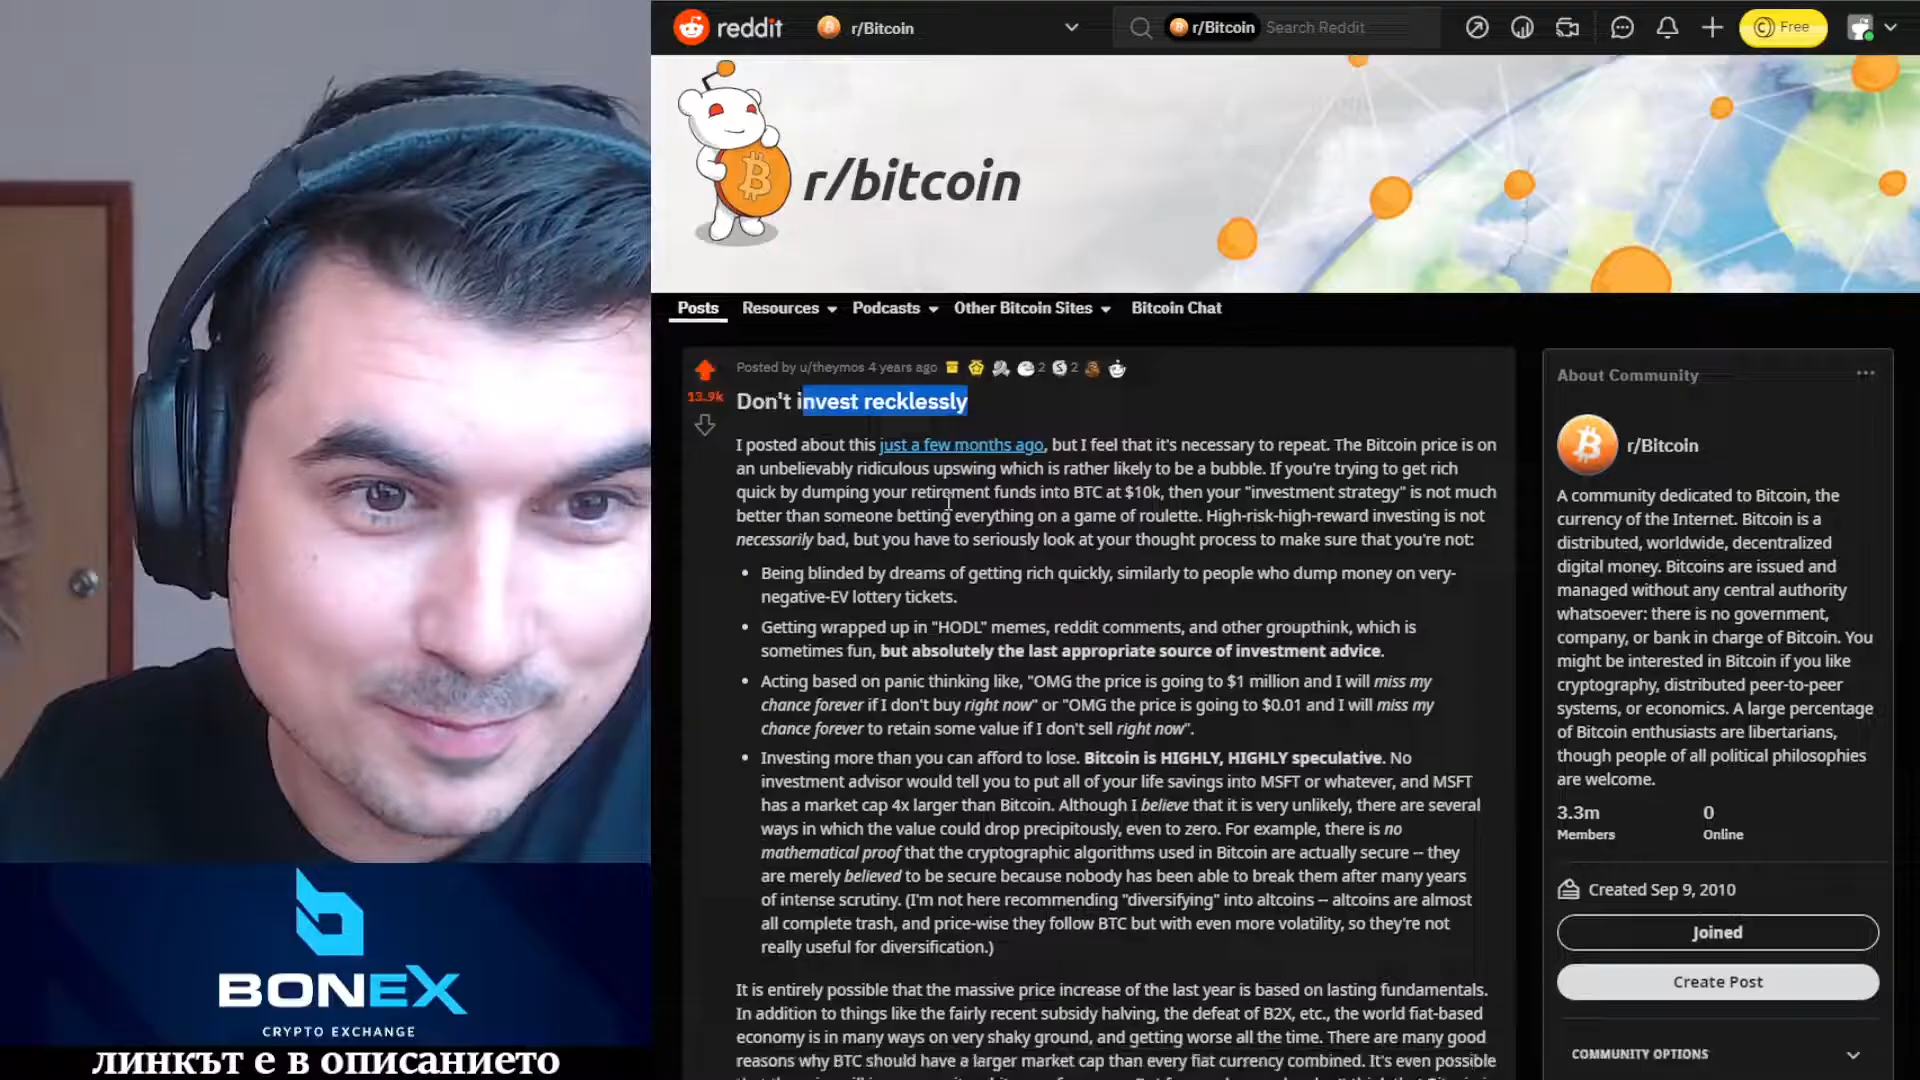 reddit
r/Bitcoin
r/Bitcoin Search Reddit
Free
r/bitcoin
Posts
Resources
Podcasts
Other Bitcoin Sites
Bitcoin Chat
Posted by u/theymos 4 years ago
2
2
13.9k
Don't invest recklessly
I posted about this just a few months ago, but I feel that it's necessary to repeat. The Bitcoin price is on
an unbelievably ridiculous upswing which is rather likely to be a bubble. If you're trying to get rich
quick by dumping your retirement funds into BTC at $10k, then your "investment strategy" is not much
better than someone betting everything on a game of roulette. High-risk-high-reward investing is not
necessarily bad, but you have to seriously look at your thought process to make sure that you're not:
• Being blinded by dreams of getting rich quickly, similarly to people who dump money on very-
negative-EV lottery tickets.
• Getting wrapped up in "HODL" memes, reddit comments, and other groupthink, which is
sometimes fun, but absolutely the last appropriate source of investment advice.
• Acting based on panic thinking like, "OMG the price is going to $1 million and I will miss my
chance forever if I don't buy right now" or "OMG the price is going to $0.01 and I will miss my
chance forever to retain some value if I don't sell right now".
• Investing more than you can afford to lose. Bitcoin is HIGHLY, HIGHLY speculative. No
investment advisor would tell you to put all of your life savings into MSFT or whatever, and MSFT
has a market cap 4x larger than Bitcoin. Although I believe that it is very unlikely, there are several
ways in which the value could drop precipitously, even to zero. For example, there is no
mathematical proof that the cryptographic algorithms used in Bitcoin are actually secure -- they
are merely believed to be secure because nobody has been able to break them after many years
of intense scrutiny. (I'm not here recommending "diversifying" into altcoins -- altcoins are almost
all complete trash, and price-wise they follow BTC but with even more volatility, so they're not
really useful for diversification.)
It is entirely possible that the massive price increase of the last year is based on lasting fundamentals.
In addition to things like the fairly recent subsidy halving, the defeat of B2X, etc., the world fiat-based
economy is in many ways on very shaky ground, and getting worse all the time. There are many good
reasons why BTC should have a larger market cap than every fiat currency combined. It's even possible
About Community
r/Bitcoin
A community dedicated to Bitcoin, the
currency of the Internet. Bitcoin is a
distributed, worldwide, decentralized
digital money. Bitcoins are issued and
managed without any central authority
whatsoever: there is no government,
company, or bank in charge of Bitcoin. You
might be interested in Bitcoin if you like
cryptography, distributed peer-to-peer
systems, or economics. A large percentage
of Bitcoin enthusiasts are libertarians,
though people of all political philosophies
are welcome.
3.3m
Members
0
Online
Created Sep 9, 2010
Joined
Create Post
COMMUNITY OPTIONS
BONEX
CRYPTO EXCHANGE
линкът е в описанието